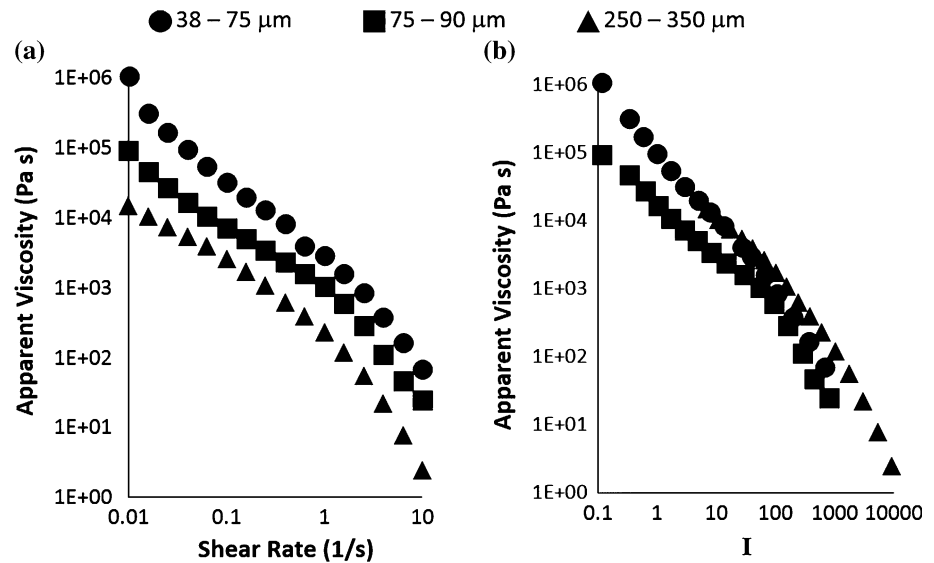 38 – 75 µm 75 – 90 µm 250 – 350 µm
(a)
1E+06
1E+05
1E+04
1E+03
1E+02
1E+01
1E+00
Apparent Viscosity (Pa s)
0.01 0.1 1 10
Shear Rate (1/s)
(b)
1E+06
1E+05
1E+04
1E+03
1E+02
1E+01
1E+00
Apparent Viscosity (Pa s)
0.1 1 10 100 1000 10000
I